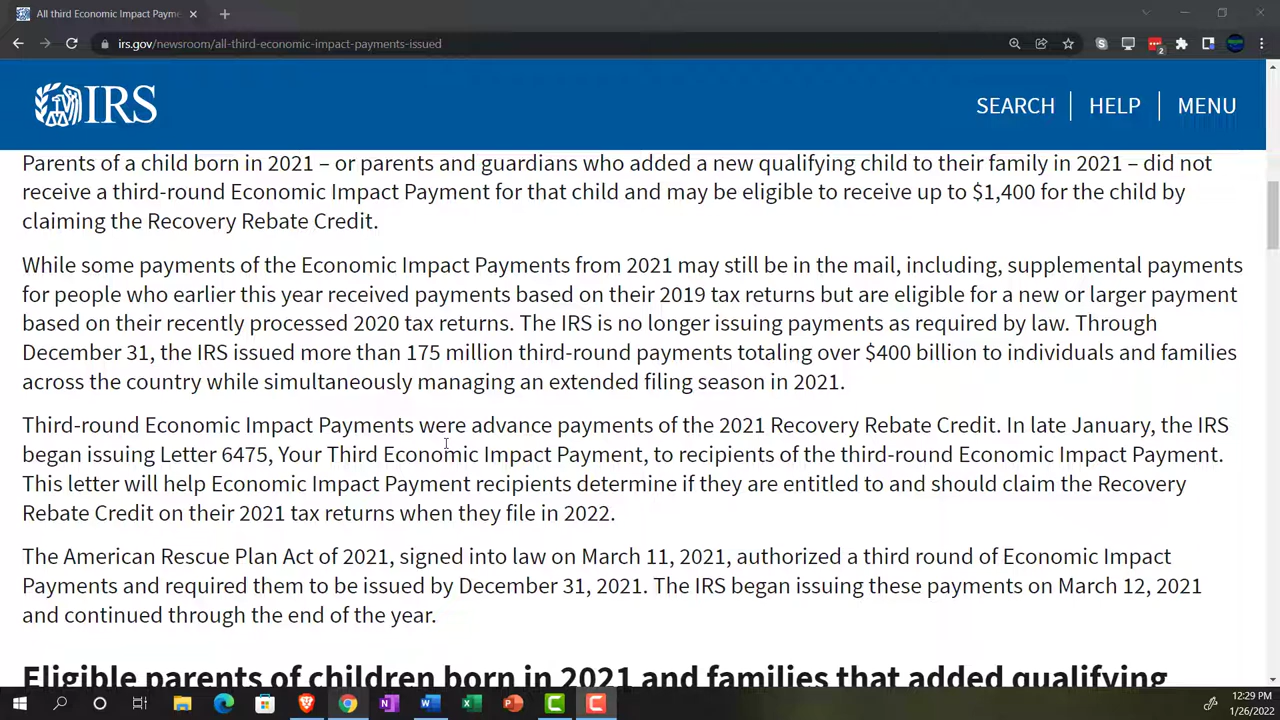 All third Economic Impact Payme
irs.gov/newsroom/all-third-economic-impact-payments-issued
2
IRS
SEARCH
HELP
MENU
Parents of a child born in 2021 – or parents and guardians who added a new qualifying child to their family in 2021 – did not
receive a third-round Economic Impact Payment for that child and may be eligible to receive up to $1,400 for the child by
claiming the Recovery Rebate Credit.
While some payments of the Economic Impact Payments from 2021 may still be in the mail, including, supplemental payments
for people who earlier this year received payments based on their 2019 tax returns but are eligible for a new or larger payment
based on their recently processed 2020 tax returns. The IRS is no longer issuing payments as required by law. Through
December 31, the IRS issued more than 175 million third-round payments totaling over $400 billion to individuals and families
across the country while simultaneously managing an extended filing season in 2021.
Third-round Economic Impact Payments were advance payments of the 2021 Recovery Rebate Credit. In late January, the IRS
began issuing Letter 6475, Your Third Economic Impact Payment, to recipients of the third-round Economic Impact Payment.
This letter will help Economic Impact Payment recipients determine if they are entitled to and should claim the Recovery
Rebate Credit on their 2021 tax returns when they file in 2022.
The American Rescue Plan Act of 2021, signed into law on March 11, 2021, authorized a third round of Economic Impact
Payments and required them to be issued by December 31, 2021. The IRS began issuing these payments on March 12, 2021
and continued through the end of the year.
Eligible parents of children born in 2021 and families that added qualifying
12:29 PM
1/26/2022